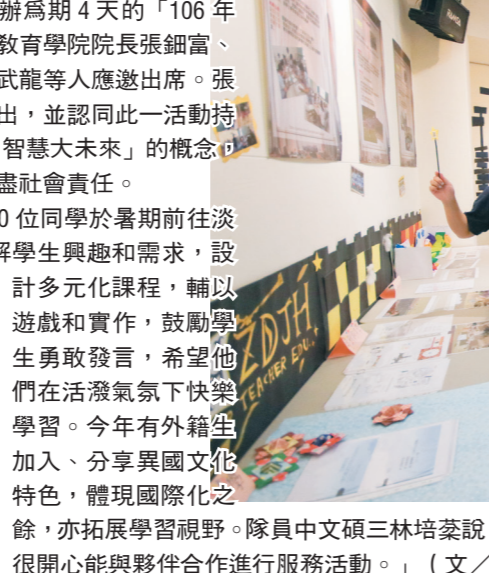 辦為期 4 天的「106 年
教育學院院長張鈿富、
武龍等人應邀出席。張
出，並認同此一活動持
智慧大未來」的概念，
盡社會責任。
0 位同學於暑期前往淡
解學生興趣和需求，設
計多元化課程，輔以
遊戲和實作，鼓勵學
生勇敢發言，希望他
們在活潑氣氛下快樂
學習。今年有外籍生
加入、分享異國文化
特色，體現國際化之
餘，亦拓展學習視野。隊員中文碩三林培蕊說
很開心能與夥伴合作進行服務活動。」（文／
ZDJH
TEACHER EDU.